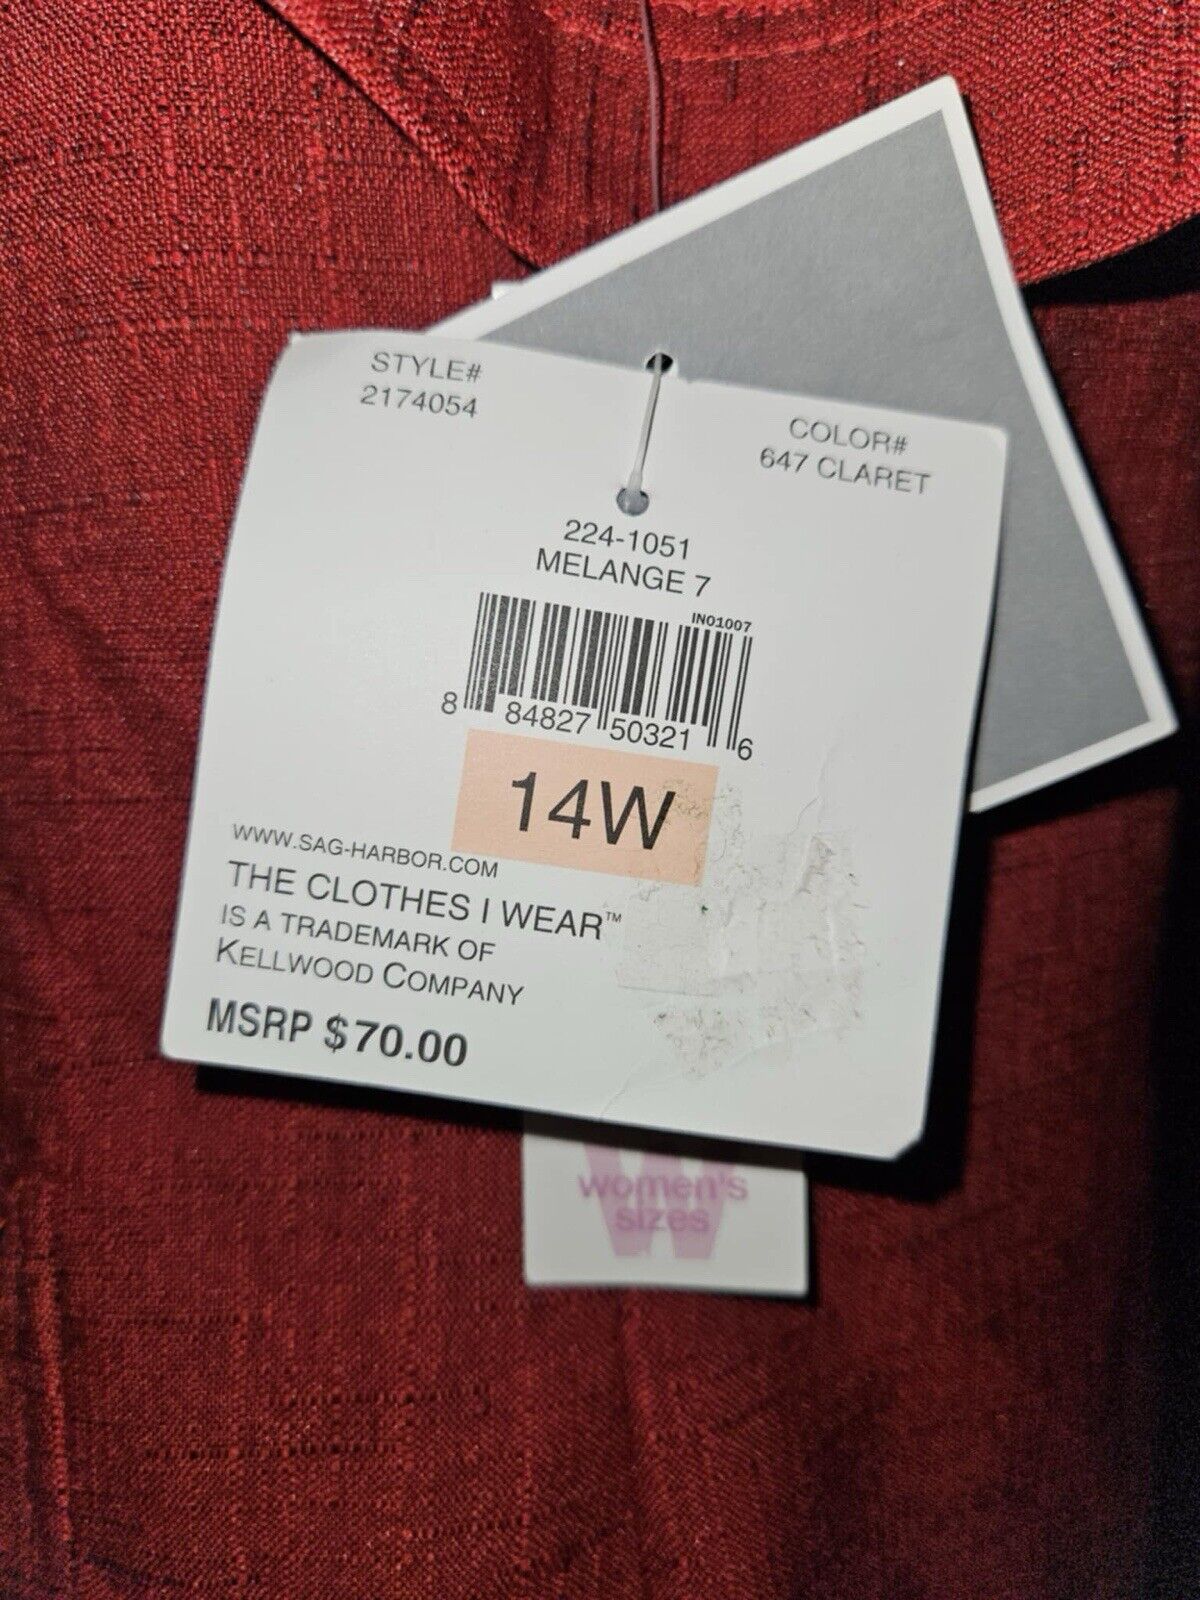 STYLE#
2174054
COLOR#
647 CLARET
224-1051
MELANGE 7
IN01007
8 84827 50321 6
14W
WWW.SAG-HARBOR.COM
THE CLOTHES I WEAR™
IS A TRADEMARK OF
KELLWOOD COMPANY
MSRP $70.00
W
women's
sizes